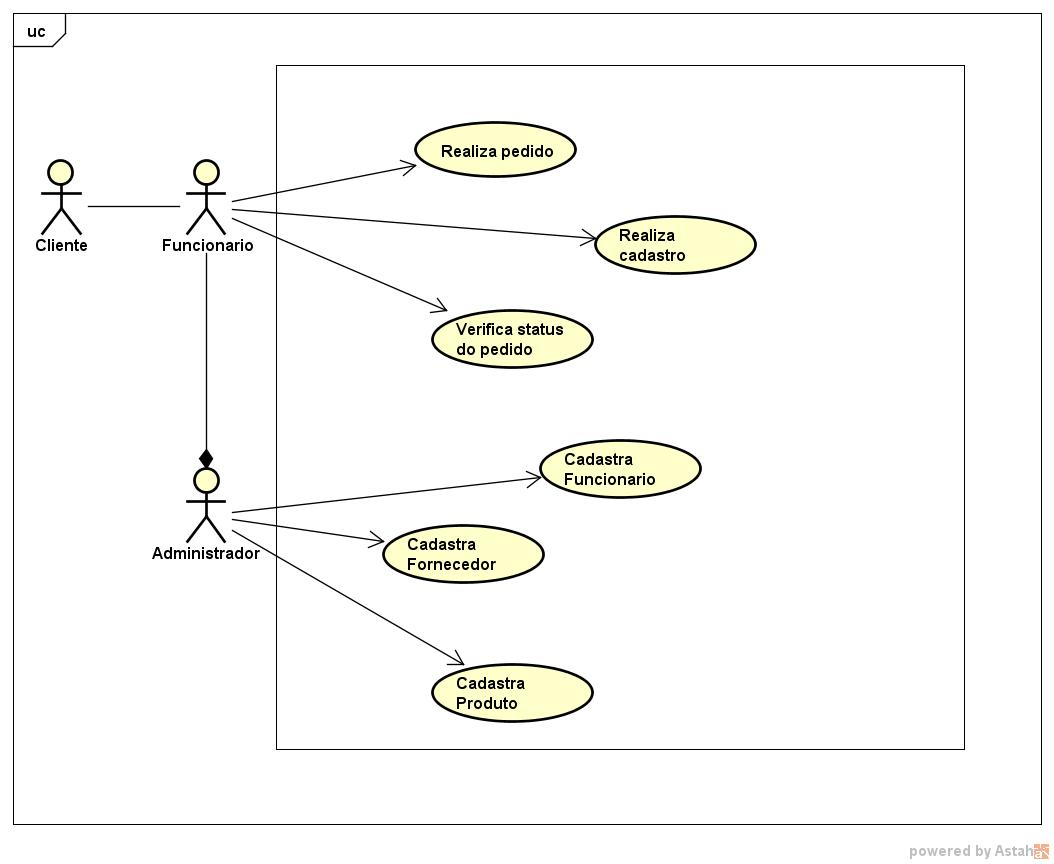 uc
Realiza pedido
Realiza
cadastro
Cliente
Funcionario
Verifica status
do pedido
Cadastra
Funcionario
Administrador
Cadastra
Fornecedor
Cadastra
Produto
powered by Astah